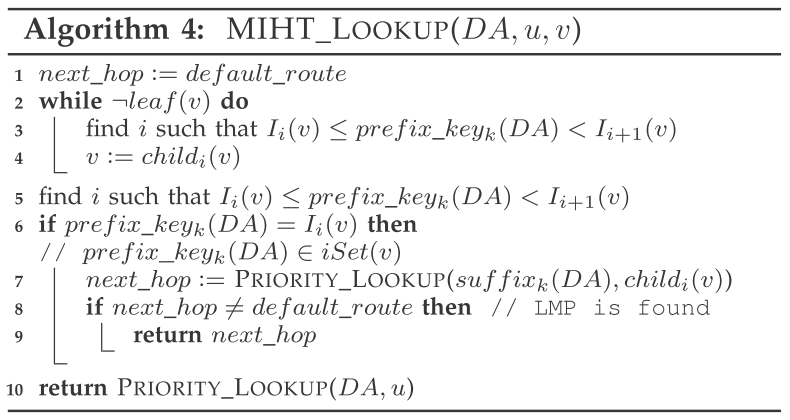 Algorithm 4: MIHT_LOOKUP(DA, u, v)
1 next_hop := default_route
2 while ¬leaf(v) do
3 find i such that I_i(v) ≤ prefix_key_k(DA) < I_{i+1}(v)
4 v := child_i(v)
5 find i such that I_i(v) ≤ prefix_key_k(DA) < I_{i+1}(v)
6 if prefix_key_k(DA) = I_i(v) then
// prefix_key_k(DA) ∈ iSet(v)
7 next_hop := PRIORITY_LOOKUP(suffix_k(DA), child_i(v))
8 if next_hop ≠ default_route then // LMP is found
9 return next_hop
10 return PRIORITY_LOOKUP(DA, u)